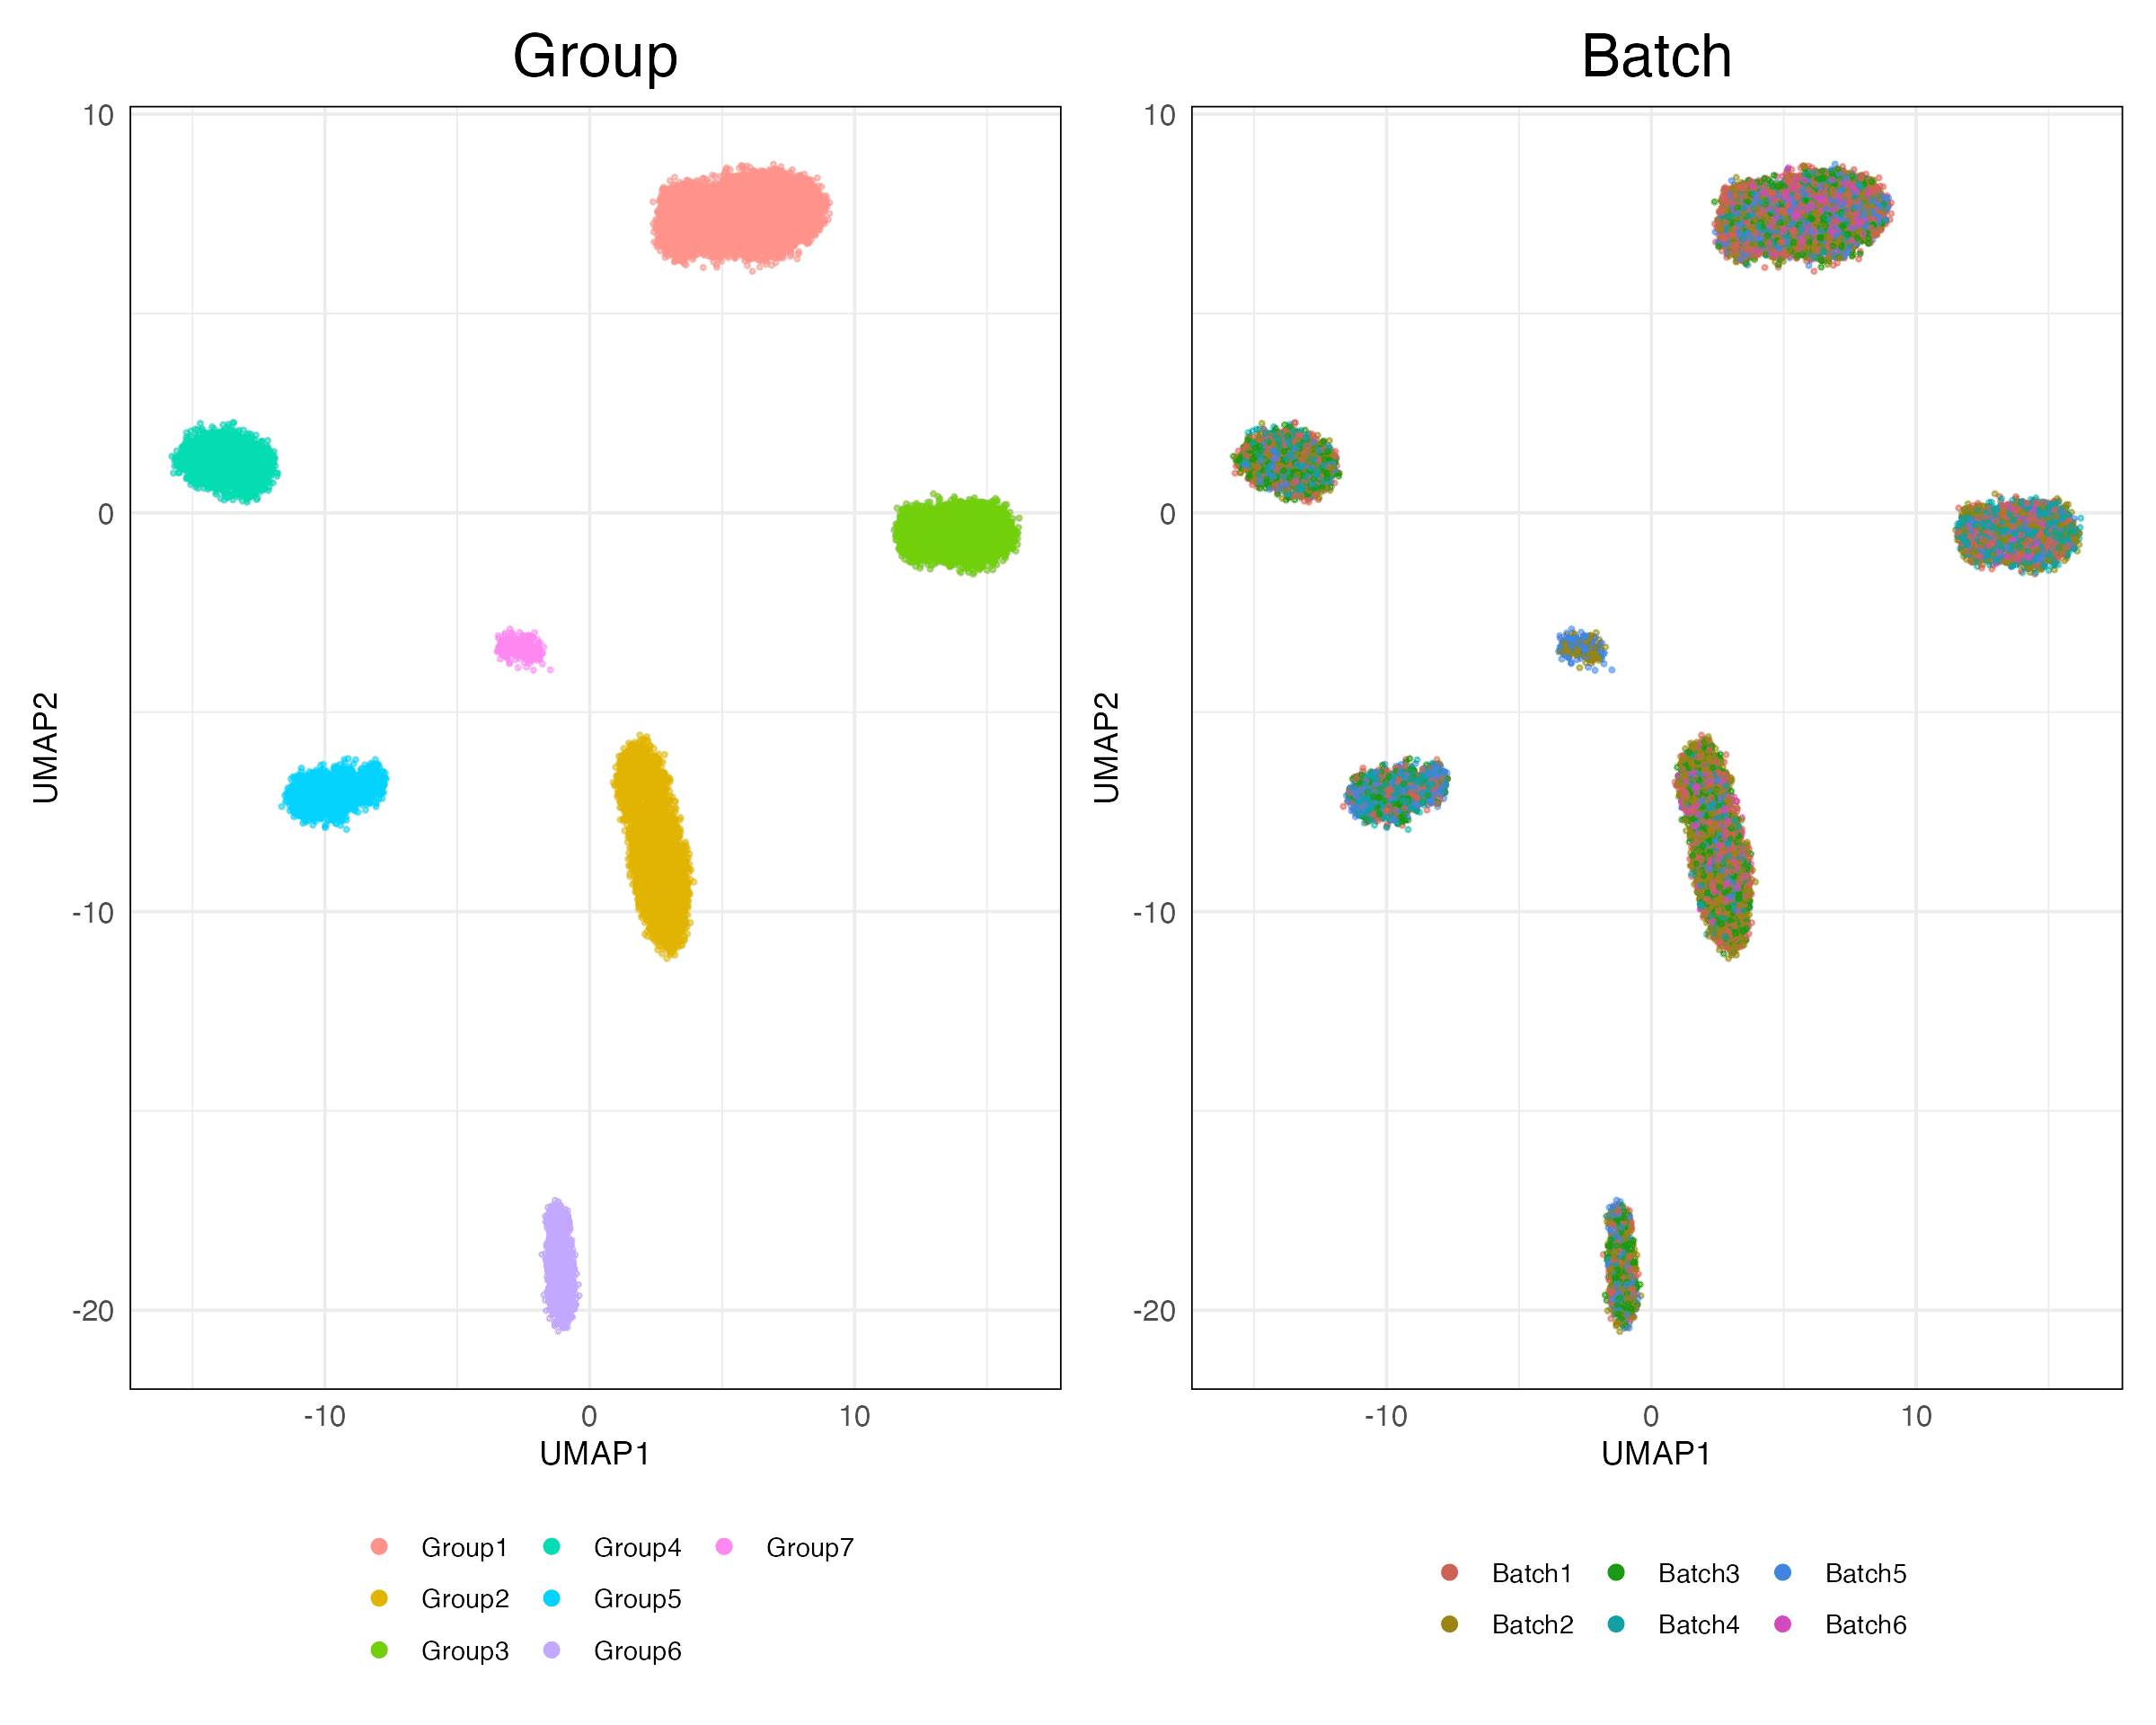 Group
Batch
10
0
-10
-20
UMAP2
-10 0 10
UMAP1
10
0
-10
-20
UMAP2
-10 0 10
UMAP1
Group1 Group4 Group7
Group2 Group5
Group3 Group6
Batch1 Batch3 Batch5
Batch2 Batch4 Batch6